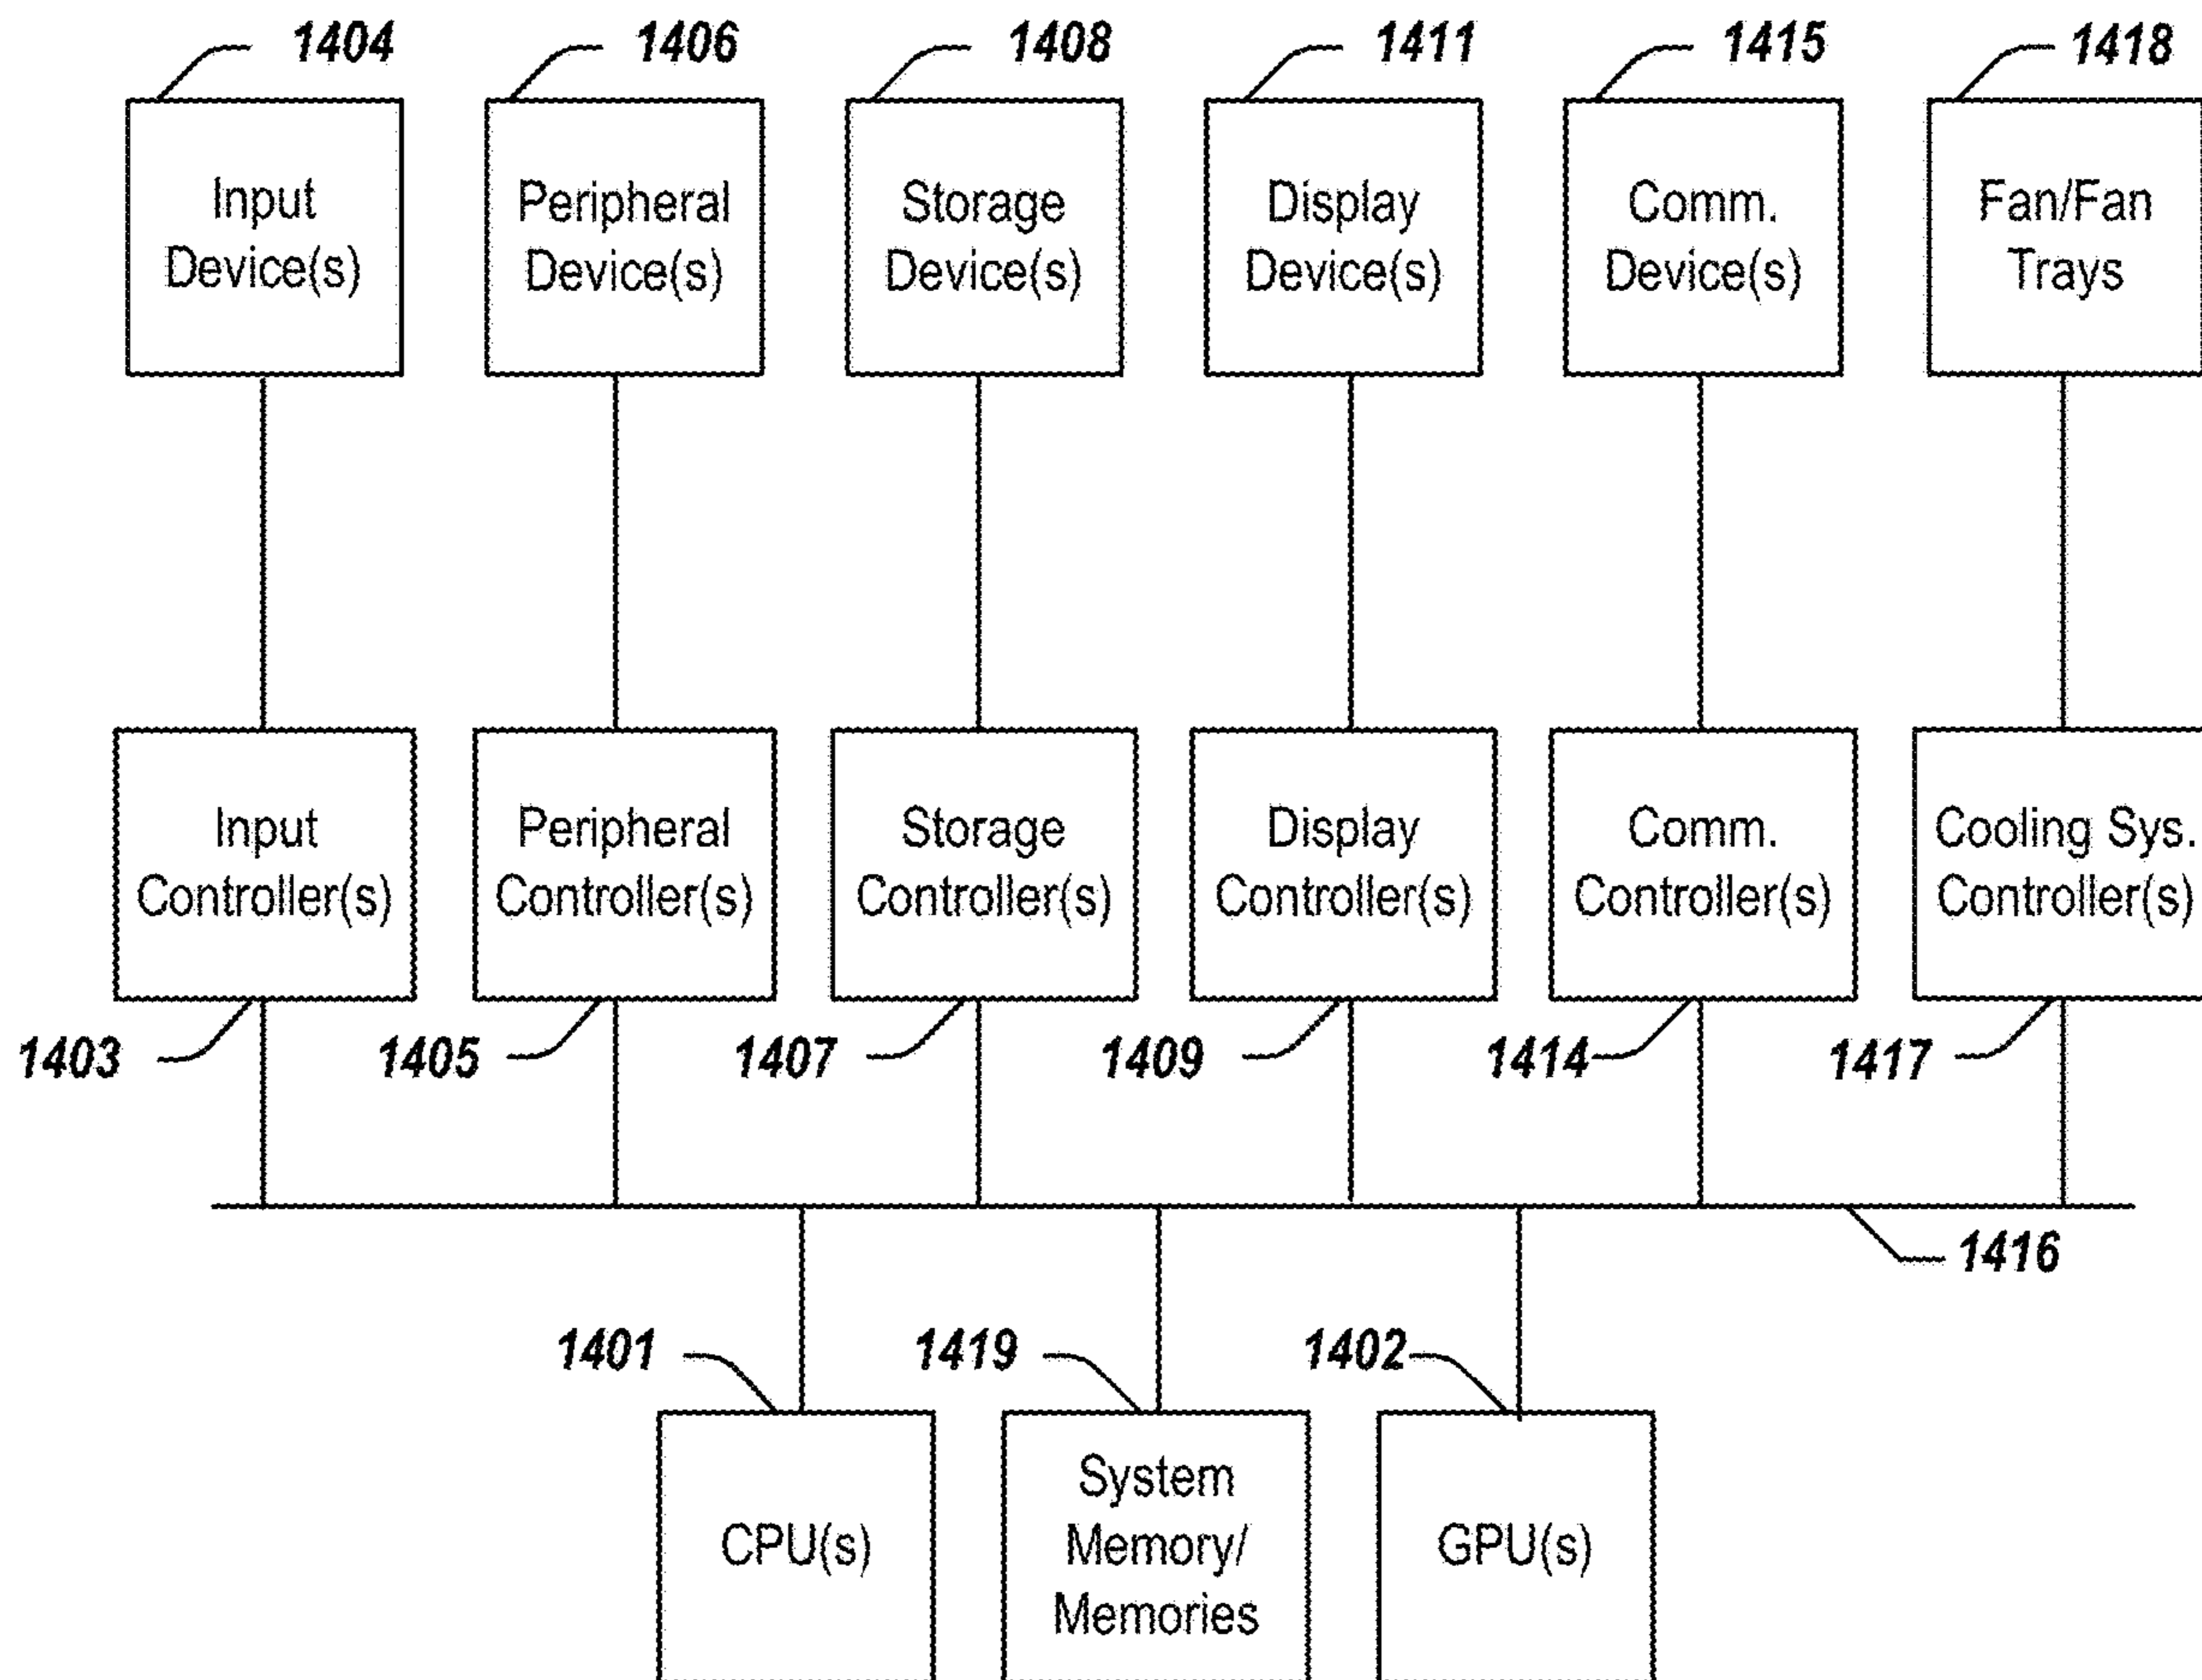 1404
1406
1408
1411
1415
1418
Input
Device(s)
Peripheral
Device(s)
Storage
Device(s)
Display
Device(s)
Comm.
Device(s)
Fan/Fan
Trays
Input
Controller(s)
Peripheral
Controller(s)
Storage
Controller(s)
Display
Controller(s)
Comm.
Controller(s)
Cooling Sys.
Controller(s)
1403
1405
1407
1409
1414
1417
1416
1401
1419
1402
CPU(s)
System
Memory/
Memories
GPU(s)